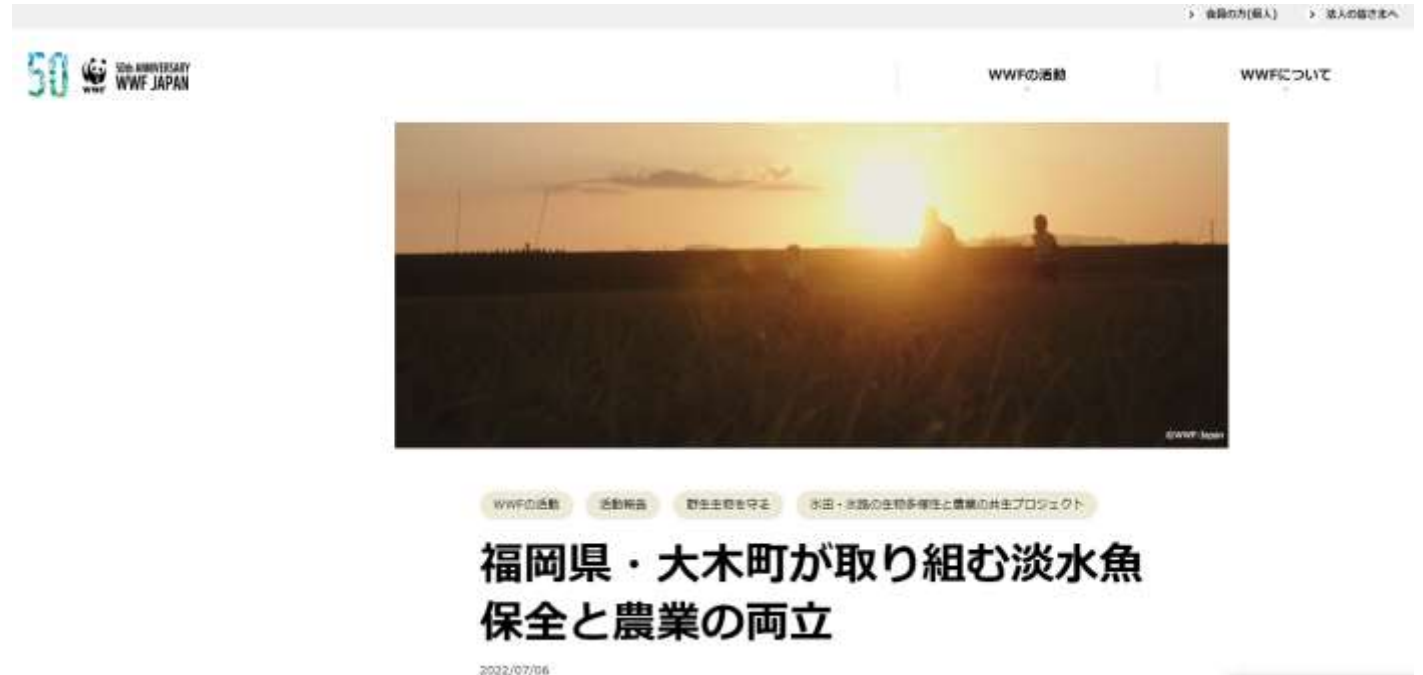 会員の方(個人) 法人の皆さまへ
50 WWF 50th ANNIVERSARY
WWF JAPAN
WWFの活動 WWFについて
©WWF Japan
WWFの活動 活動報告 野生生物を守る 水田・水路の生物多様性と農業の共生プロジェクト
福岡県・大木町が取り組む淡水魚
保全と農業の両立
2022/07/06